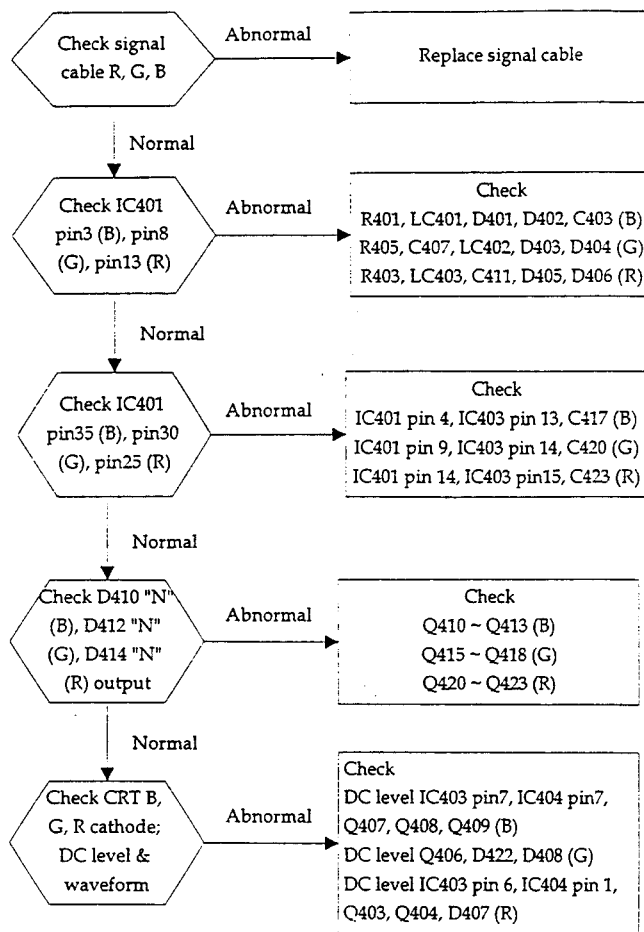 Check signal
cable R, G, B
Abnormal
Replace signal cable
Normal
Check IC401
pin3 (B), pin8
(G), pin13 (R)
Abnormal
Check
R401, LC401, D401, D402, C403 (B)
R405, C407, LC402, D403, D404 (G)
R403, LC403, C411, D405, D406 (R)
Normal
Check IC401
pin35 (B), pin30
(G), pin25 (R)
Abnormal
Check
IC401 pin 4, IC403 pin 13, C417 (B)
IC401 pin 9, IC403 pin 14, C420 (G)
IC401 pin 14, IC403 pin15, C423 (R)
Normal
Check D410 "N"
(B), D412 "N"
(G), D414 "N"
(R) output
Abnormal
Check
Q410 ~ Q413 (B)
Q415 ~ Q418 (G)
Q420 ~ Q423 (R)
Normal
Check CRT B,
G, R cathode;
DC level &
waveform
Abnormal
Check
DC level IC403 pin7, IC404 pin7,
Q407, Q408, Q409 (B)
DC level Q406, D422, D408 (G)
DC level IC403 pin 6, IC404 pin 1,
Q403, Q404, D407 (R)